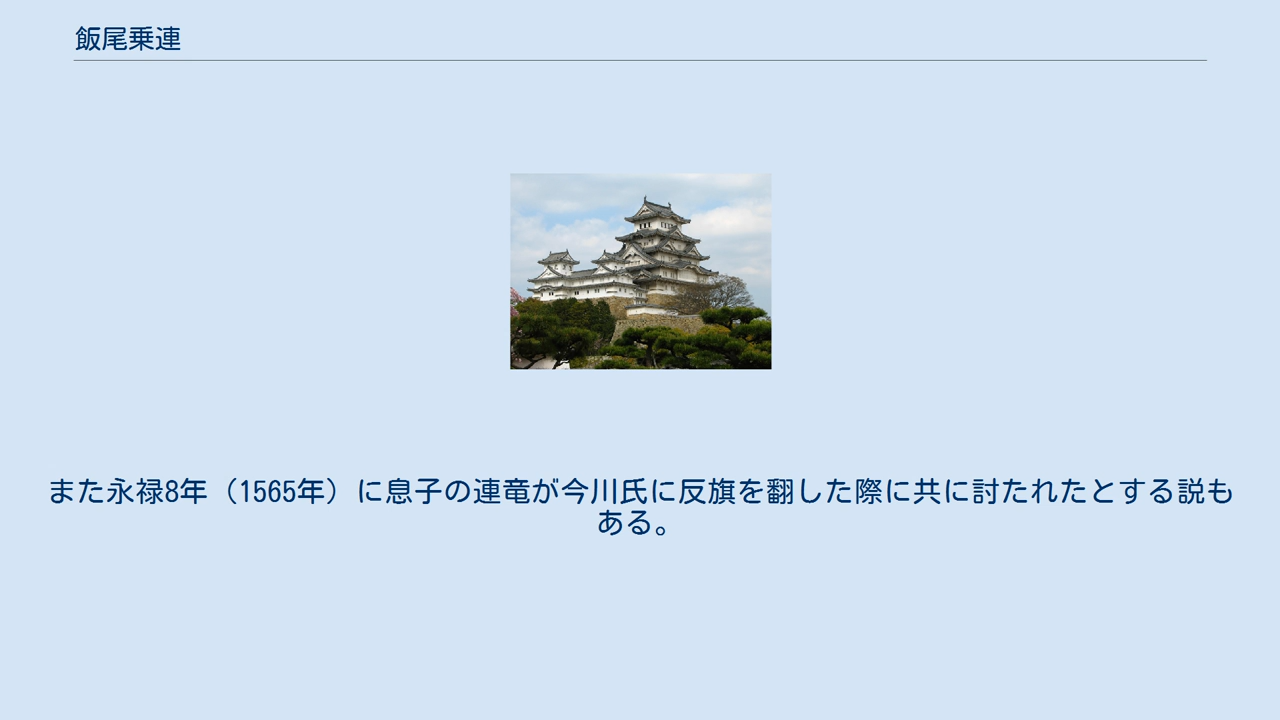 飯尾乗連
また永禄8年（1565年）に息子の連竜が今川氏に反旗を翻した際に共に討たれたとする説も
ある。